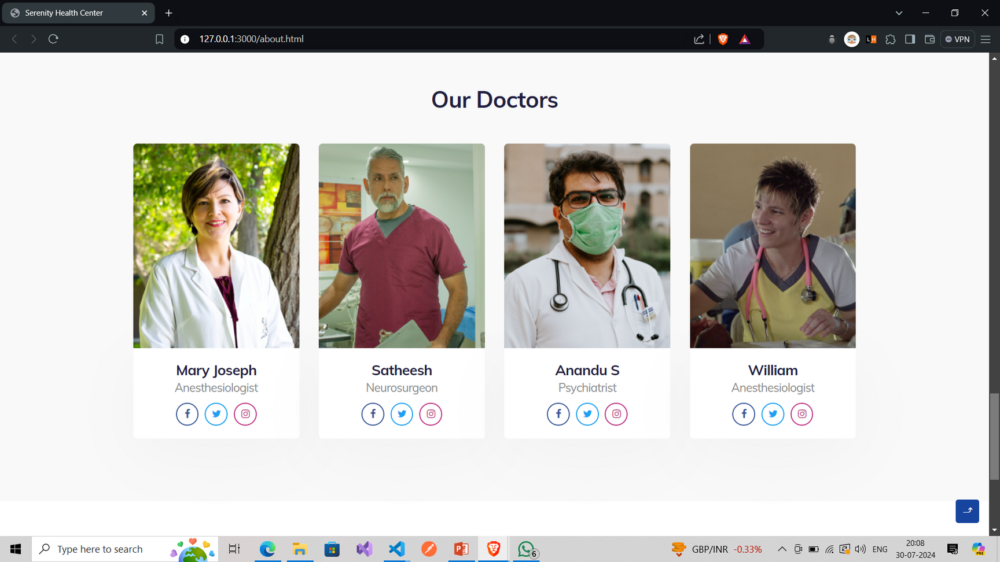 Serenity Health Center
127.0.0.1:3000/about.html
VPN
Our Doctors
Mary Joseph
Anesthesiologist
Satheesh
Neurosurgeon
Anandu S
Psychiatrist
William
Anesthesiologist
Type here to search
6
GBP/INR -0.33%
ENG
20:08
30-07-2024
PRE